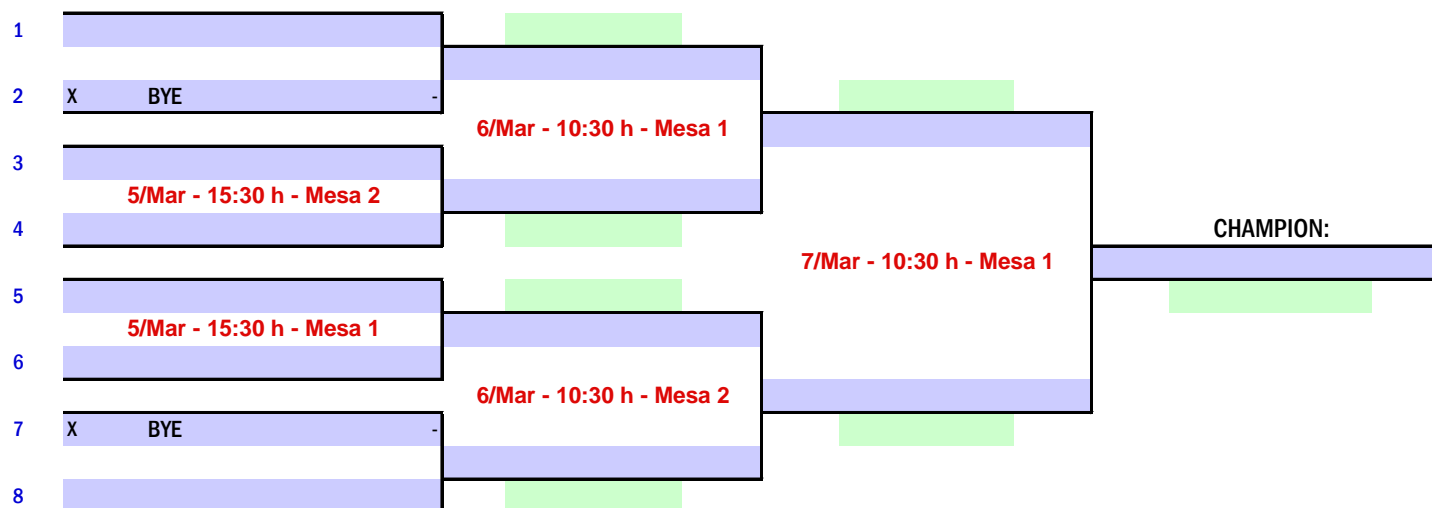 1
2 X BYE -
6/Mar - 10:30 h - Mesa 1
3
5/Mar - 15:30 h - Mesa 2
4
CHAMPION:
7/Mar - 10:30 h - Mesa 1
5
5/Mar - 15:30 h - Mesa 1
6
6/Mar - 10:30 h - Mesa 2
7 X BYE -
8